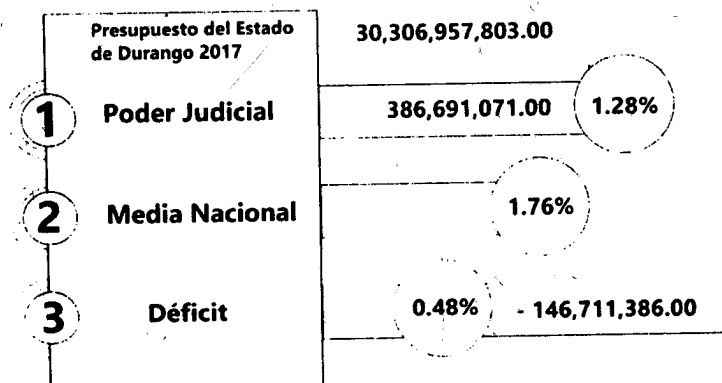 Presupuesto del Estado
de Durango 2017
30,306,957,803.00
1 Poder Judicial 386,691,071.00 1.28%
2 Media Nacional 1.76%
3 Déficit 0.48% - 146,711,386.00